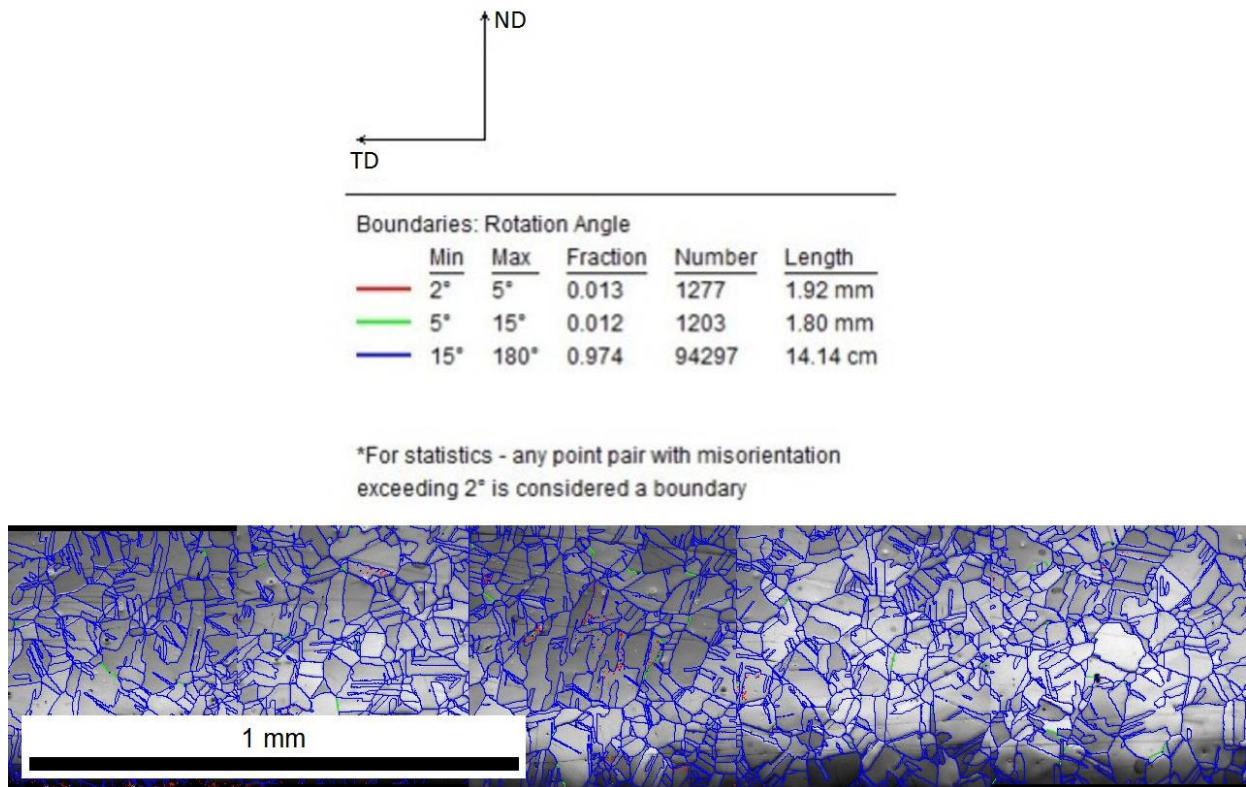 ND
TD
Boundaries: Rotation Angle
Min Max Fraction Number Length
2° 5° 0.013 1277 1.92 mm
5° 15° 0.012 1203 1.80 mm
15° 180° 0.974 94297 14.14 cm
*For statistics - any point pair with misorientation
exceeding 2° is considered a boundary
1 mm